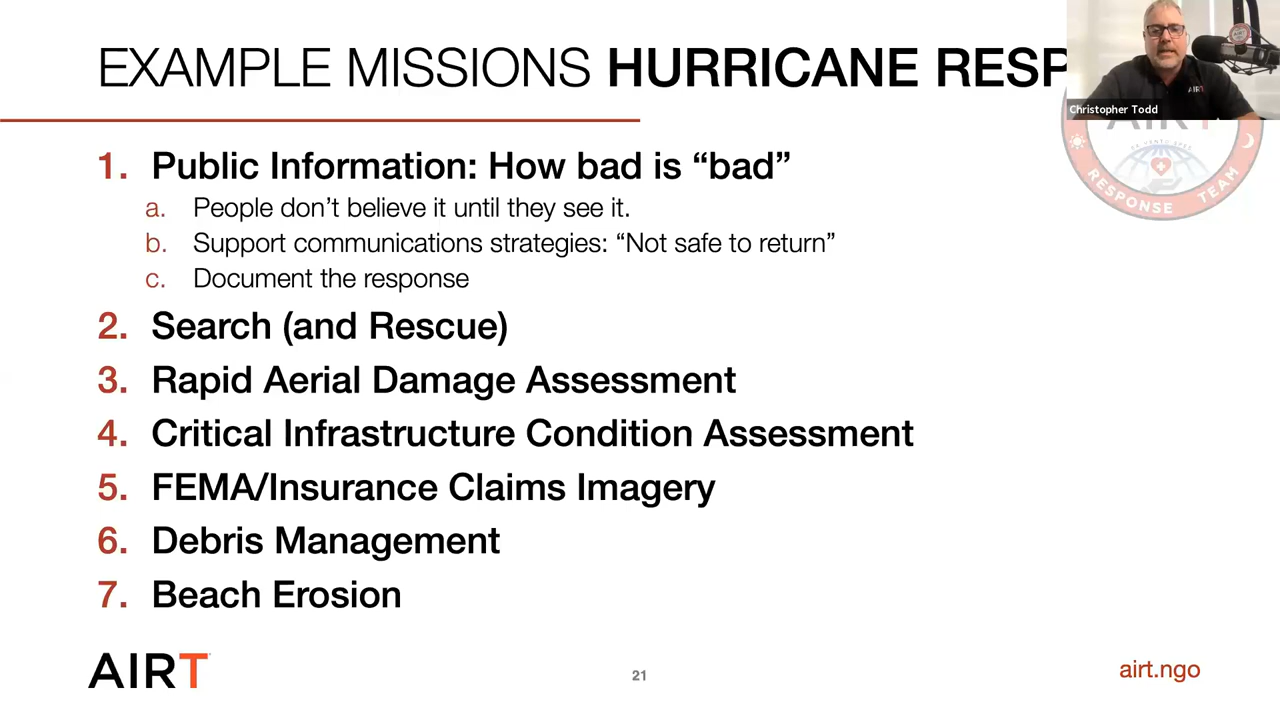 EXAMPLE MISSIONS HURRICANE RESP
Christopher Todd
AIRT
RESPONSE TEAM
1. Public Information: How bad is “bad”
a. People don’t believe it until they see it.
b. Support communications strategies: “Not safe to return”
c. Document the response
2. Search (and Rescue)
3. Rapid Aerial Damage Assessment
4. Critical Infrastructure Condition Assessment
5. FEMA/Insurance Claims Imagery
6. Debris Management
7. Beach Erosion
AIRT
21
airt.ngo